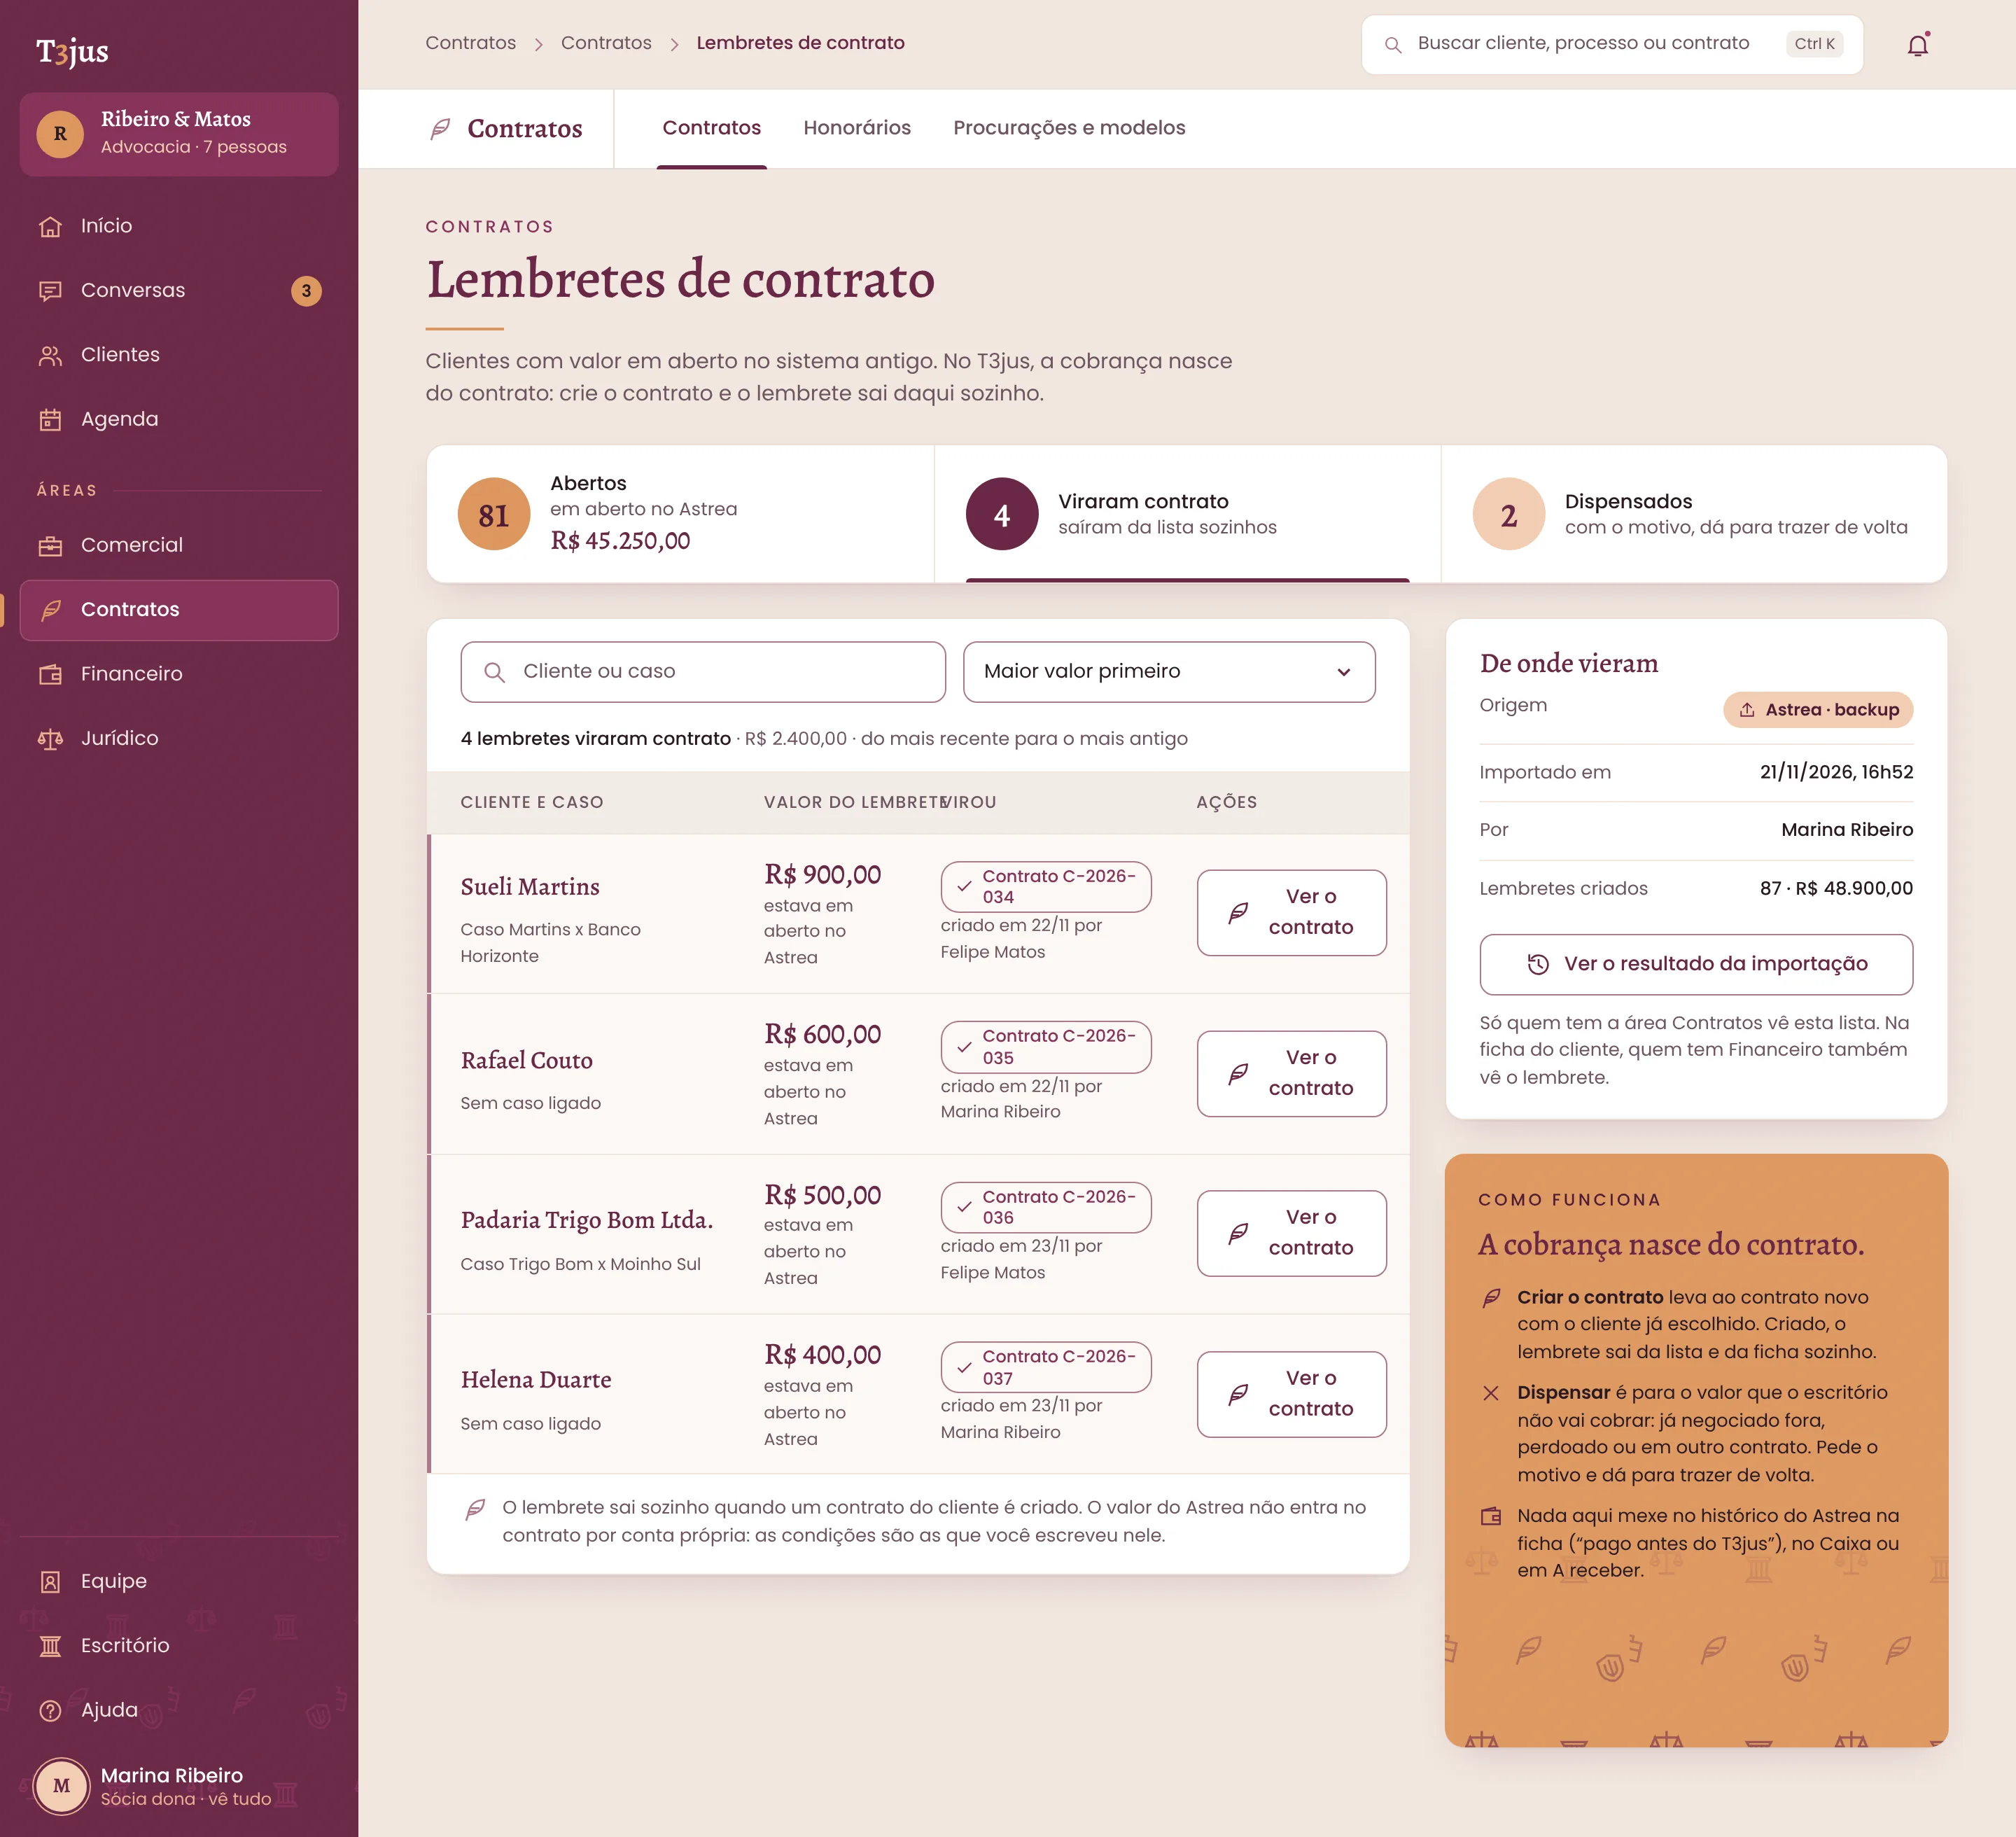 T3jus
R
Ribeiro & Matos
Advocacia · 7 pessoas
Início
Conversas
3
Clientes
Agenda
ÁREAS
Comercial
Contratos
Financeiro
Jurídico
Equipe
Escritório
Ajuda
M
Marina Ribeiro
Sócia dona · vê tudo
Contratos
Contratos
Lembretes de contrato
Buscar cliente, processo ou contrato
Ctrl K
Contratos
Contratos
Honorários
Procurações e modelos
CONTRATOS
Lembretes de contrato
Clientes com valor em aberto no sistema antigo. No T3jus, a cobrança nasce
do contrato: crie o contrato e o lembrete sai daqui sozinho.
81
Abertos
em aberto no Astrea
R$ 45.250,00
4
Viraram contrato
saíram da lista sozinhos
2
Dispensados
com o motivo, dá para trazer de volta
Cliente ou caso
Maior valor primeiro
4 lembretes viraram contrato · R$ 2.400,00 · do mais recente para o mais antigo
CLIENTE E CASO
VALOR DO LEMBRETE
VIROU
AÇÕES
Sueli Martins
Caso Martins x Banco
Horizonte
R$ 900,00
estava em
aberto no
Astrea
Contrato C-2026-
034
criado em 22/11 por
Felipe Matos
Ver o
contrato
Rafael Couto
Sem caso ligado
R$ 600,00
estava em
aberto no
Astrea
Contrato C-2026-
035
criado em 22/11 por
Marina Ribeiro
Ver o
contrato
Padaria Trigo Bom Ltda.
Caso Trigo Bom x Moinho Sul
R$ 500,00
estava em
aberto no
Astrea
Contrato C-2026-
036
criado em 23/11 por
Felipe Matos
Ver o
contrato
Helena Duarte
Sem caso ligado
R$ 400,00
estava em
aberto no
Astrea
Contrato C-2026-
037
criado em 23/11 por
Marina Ribeiro
Ver o
contrato
O lembrete sai sozinho quando um contrato do cliente é criado. O valor do Astrea não entra no
contrato por conta própria: as condições são as que você escreveu nele.
De onde vieram
Origem
Astrea · backup
Importado em
21/11/2026, 16h52
Por
Marina Ribeiro
Lembretes criados
87 · R$ 48.900,00
Ver o resultado da importação
Só quem tem a área Contratos vê esta lista. Na
ficha do cliente, quem tem Financeiro também
vê o lembrete.
COMO FUNCIONA
A cobrança nasce do contrato.
Criar o contrato leva ao contrato novo
com o cliente já escolhido. Criado, o
lembrete sai da lista e da ficha sozinho.
Dispensar é para o valor que o escritório
não vai cobrar: já negociado fora,
perdoado ou em outro contrato. Pede o
motivo e dá para trazer de volta.
Nada aqui mexe no histórico do Astrea na
ficha (“pago antes do T3jus”), no Caixa ou
em A receber.